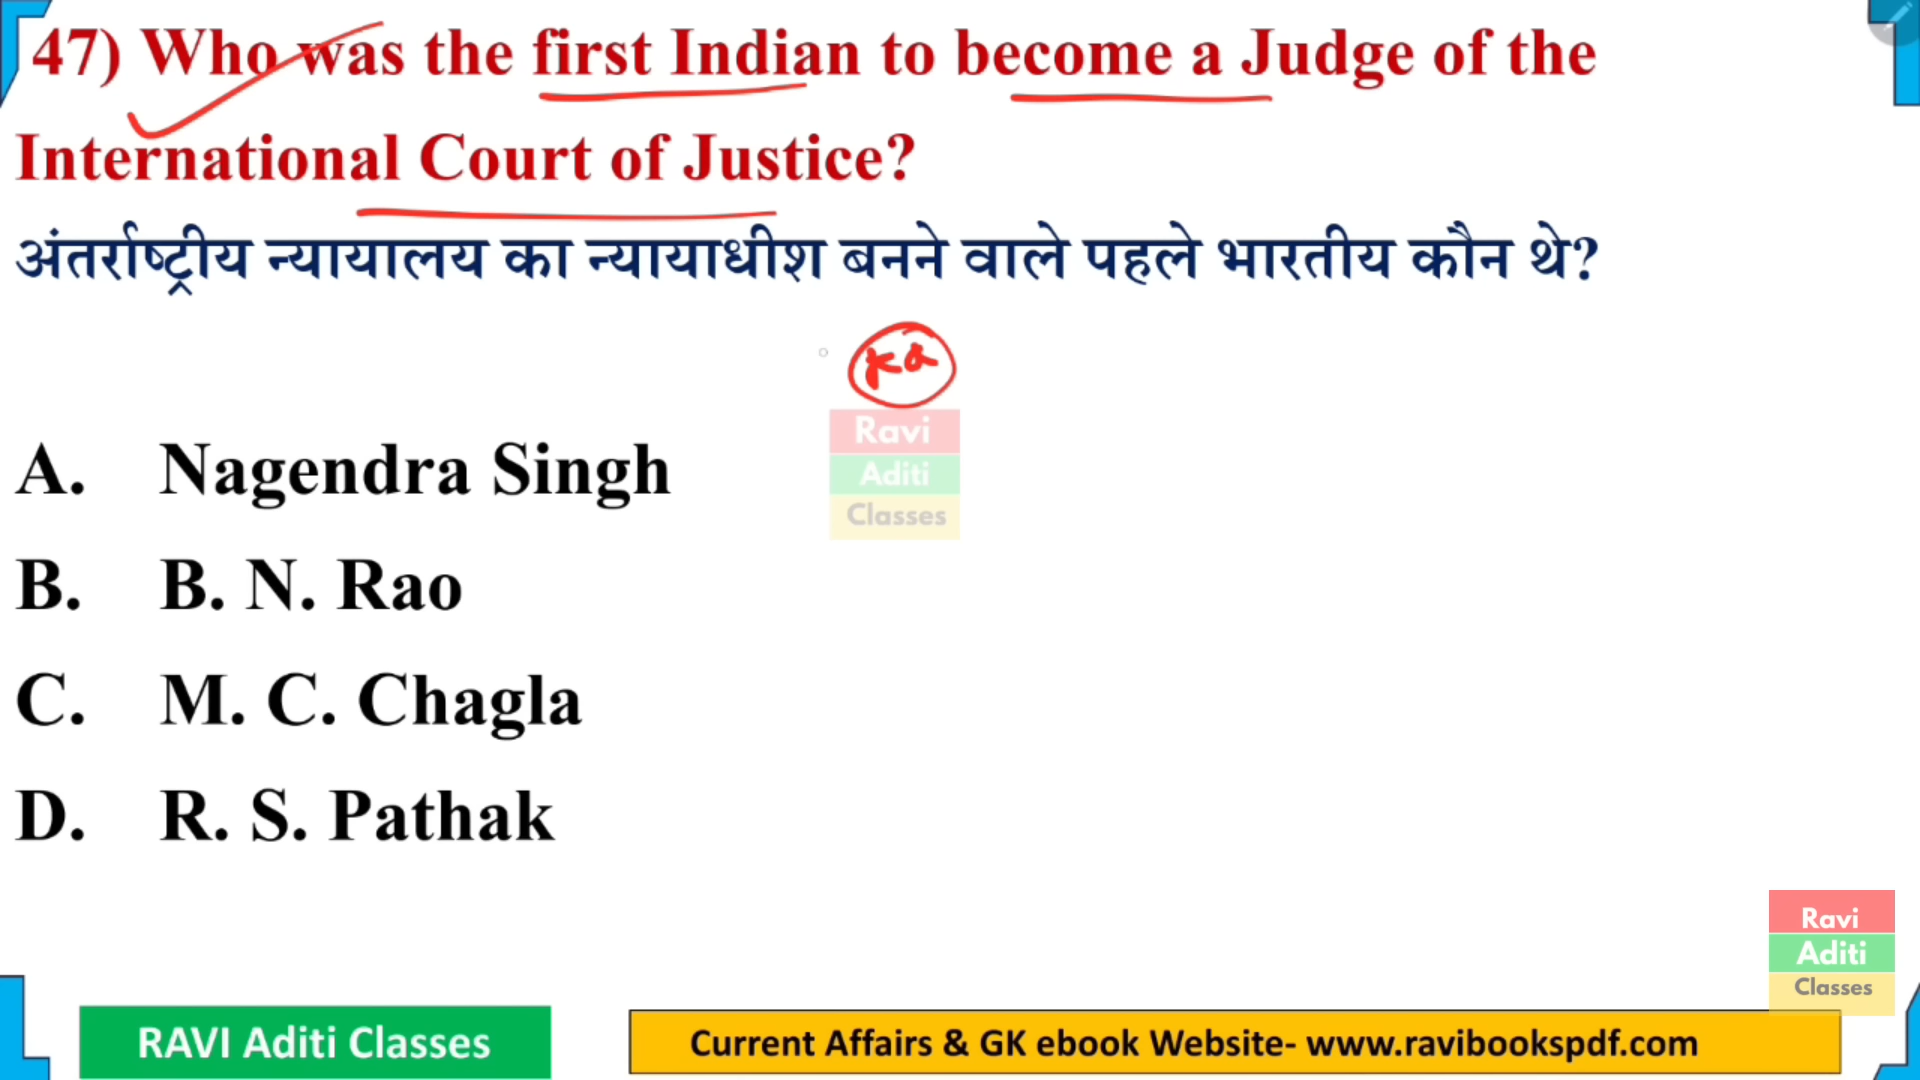 47) Who was the first Indian to become a Judge of the
International Court of Justice?
अंतर्राष्ट्रीय न्यायालय का न्यायाधीश बनने वाले पहले भारतीय कौन थे?
Ravi
Aditi
Classes
A. Nagendra Singh
B. B. N. Rao
C. M. C. Chagla
D. R. S. Pathak
Ravi
Aditi
Classes
RAVI Aditi Classes
Current Affairs & GK ebook Website- www.ravibookspdf.com